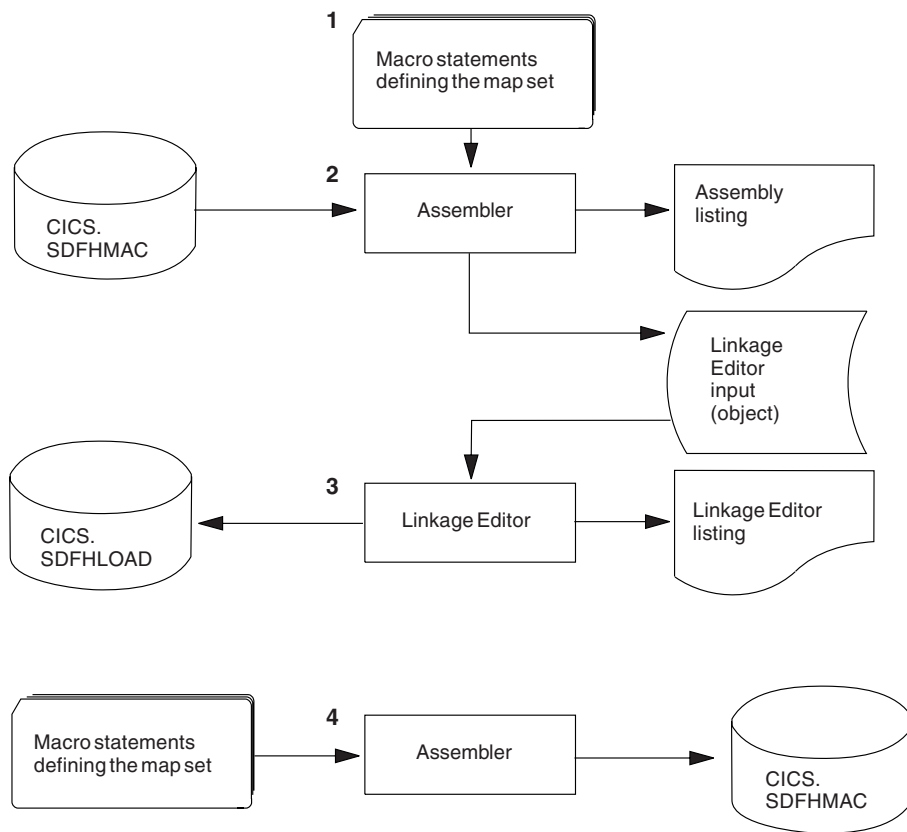 1
Macro statements
defining the map set
2
CICS.
SDFHMAC
Assembler
Assembly
listing
Linkage
Editor
input
(object)
3
CICS.
SDFHLOAD
Linkage Editor
Linkage Editor
listing
4
Macro statements
defining the map set
Assembler
CICS.
SDFHMAC